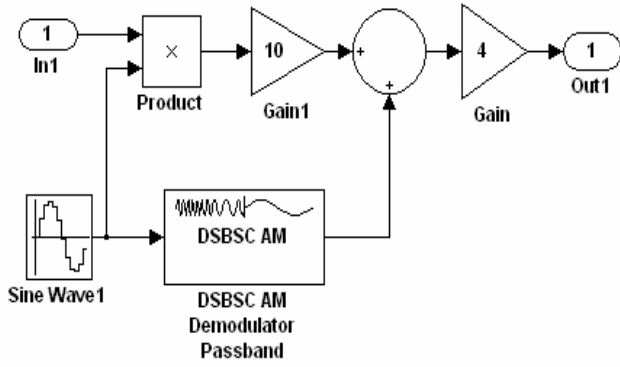 1
In1
×
Product
10
Gain1
+
+
4
Gain
1
Out1
Sine Wave1
DSBSC AM
DSBSC AM
Demodulator
Passband